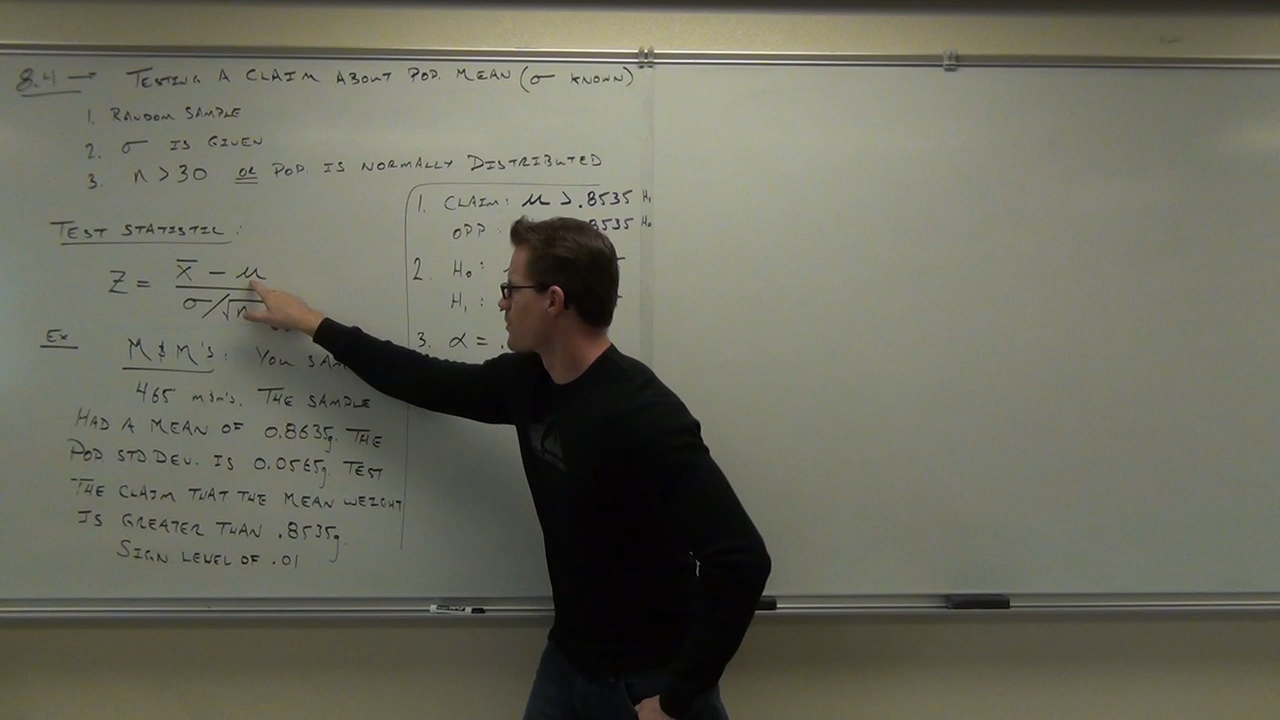 8.4 → TESTING A CLAIM ABOUT POP. MEAN (σ KNOWN)
1. RANDOM SAMPLE
2. σ IS GIVEN
3. n > 30 OR POP. IS NORMALLY DISTRIBUTED
TEST STATISTIC:
Z = x̄ - μ
σ/√n
EX
M & M'S: YOU SAM
465 m&m's. THE SAMPLE
HAD A MEAN OF 0.8635g. THE
POP. STD DEV. IS 0.0565g. TEST
THE CLAIM THAT THE MEAN WEIGHT
IS GREATER THAN .8535g.
SIGN LEVEL OF .01
1. CLAIM: μ > .8535 H₁
OPP 8535 H₀
2. H₀:
H₁:
3. α = .